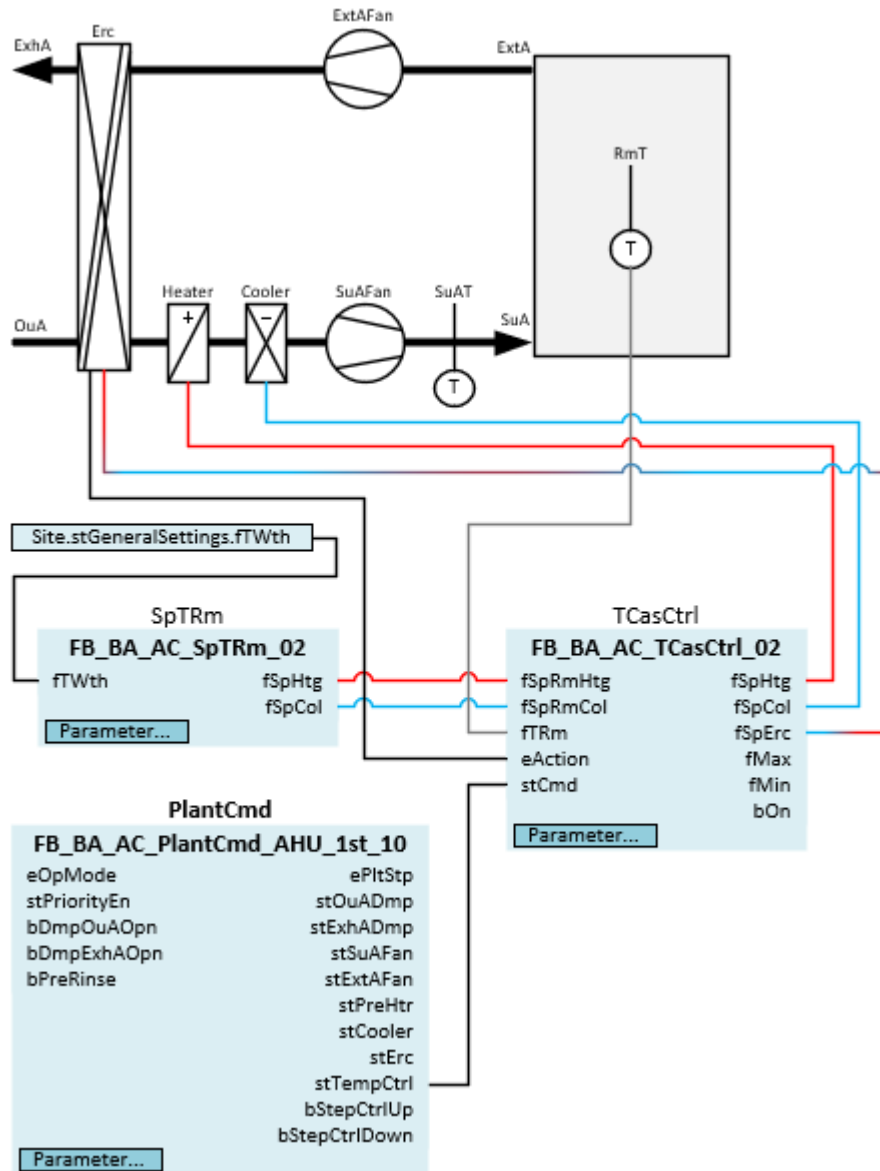 Erc
ExtAFan
ExhA
ExtA
RmT
T
Heater
Cooler
SuAFan
SuAT
OuA
+
−
SuA
T
Site.stGeneralSettings.fTWth
SpTRm
FB_BA_AC_SpTRm_02
fTWth
fSpHtg
fSpCol
Parameter...
TCasCtrl
FB_BA_AC_TCasCtrl_02
fSpRmHtg
fSpHtg
fSpRmCol
fSpCol
fTRm
fSpErc
eAction
fMax
stCmd
fMin
bOn
Parameter...
PlantCmd
FB_BA_AC_PlantCmd_AHU_1st_10
eOpMode
ePltStp
stPriorityEn
stOuADmp
bDmpOuAOpn
stExhADmp
bDmpExhAOpn
stSuAFan
bPreRinse
stExtAFan
stPreHtr
stCooler
stErc
stTempCtrl
bStepCtrlUp
bStepCtrlDown
Parameter...